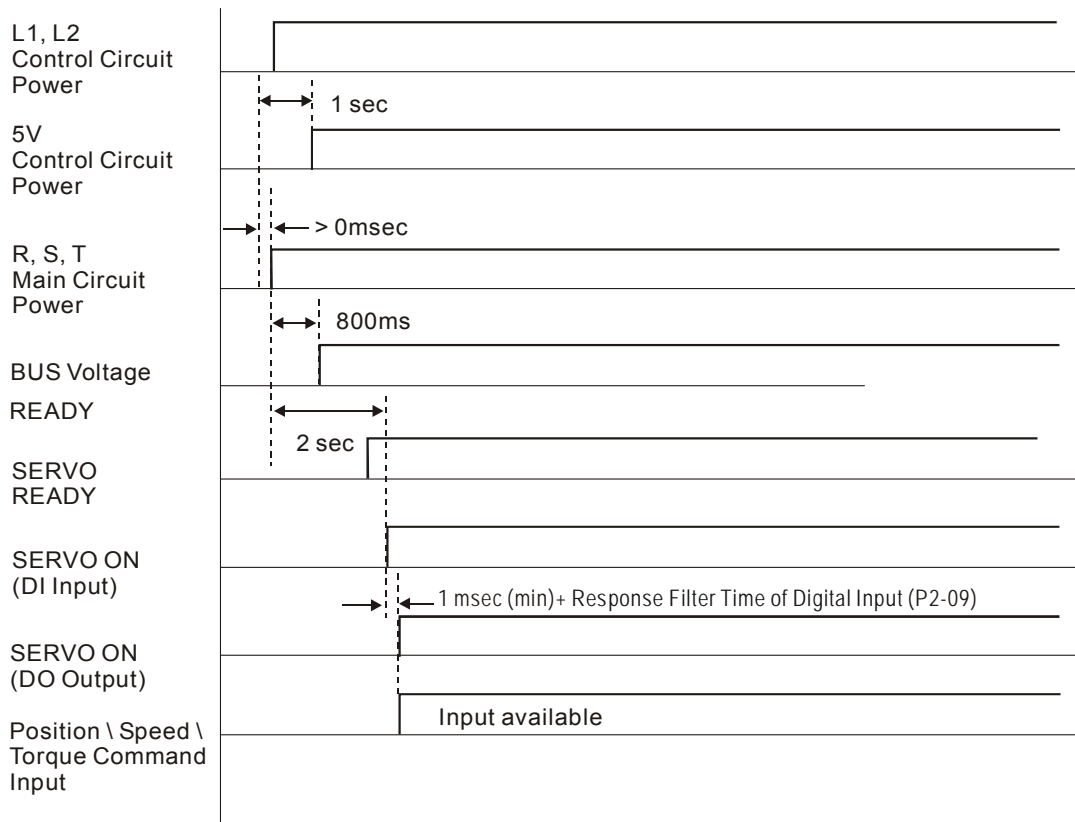 L1, L2
Control Circuit
Power
1 sec
5V
Control Circuit
Power
> 0msec
R, S, T
Main Circuit
Power
800ms
BUS Voltage
READY
2 sec
SERVO
READY
SERVO ON
(DI Input)
1 msec (min)+ Response Filter Time of Digital Input (P2-09)
SERVO ON
(DO Output)
Input available
Position \ Speed \
Torque Command
Input